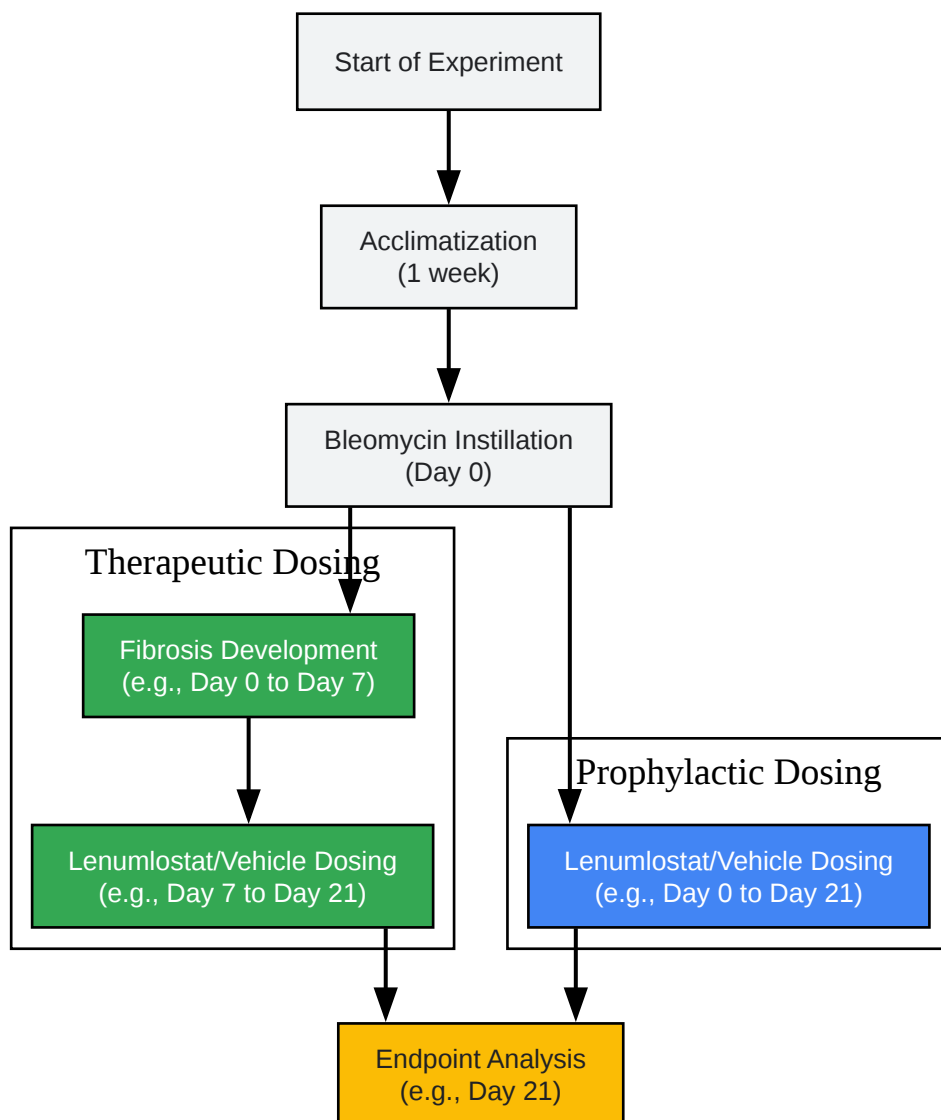 Start of Experiment
Acclimatization
(1 week)
Bleomycin Instillation
(Day 0)
Therapeutic Dosing
Fibrosis Development
(e.g., Day 0 to Day 7)
Lenumlostat/Vehicle Dosing
(e.g., Day 7 to Day 21)
Prophylactic Dosing
Lenumlostat/Vehicle Dosing
(e.g., Day 0 to Day 21)
Endpoint Analysis
(e.g., Day 21)